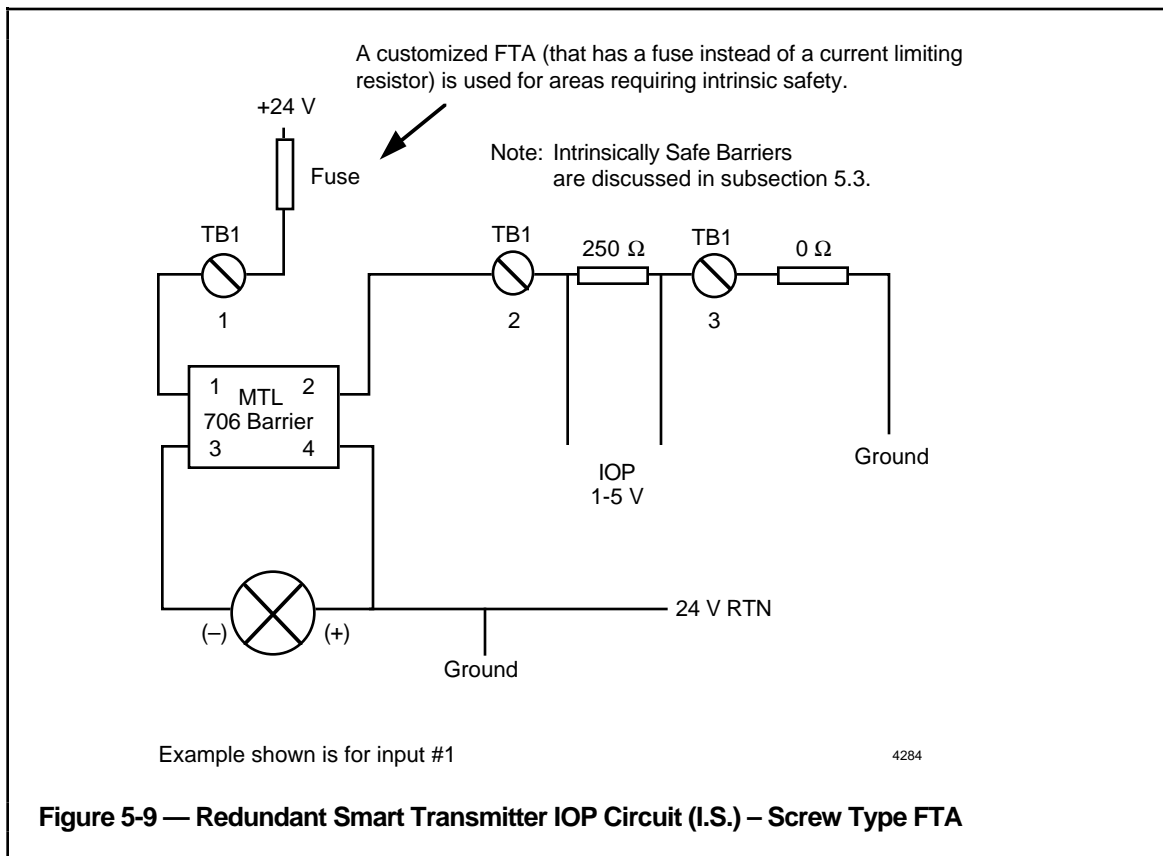 A customized FTA (that has a fuse instead of a current limiting
resistor) is used for areas requiring intrinsic safety.
+24 V
Fuse
Note: Intrinsically Safe Barriers
are discussed in subsection 5.3.
TB1
1
TB1
2
250 Ω
TB1
3
0 Ω
1 2
MTL
706 Barrier
3 4
IOP
1-5 V
Ground
(–) (+)
24 V RTN
Ground
Example shown is for input #1
4284
Figure 5-9 — Redundant Smart Transmitter IOP Circuit (I.S.) – Screw Type FTA